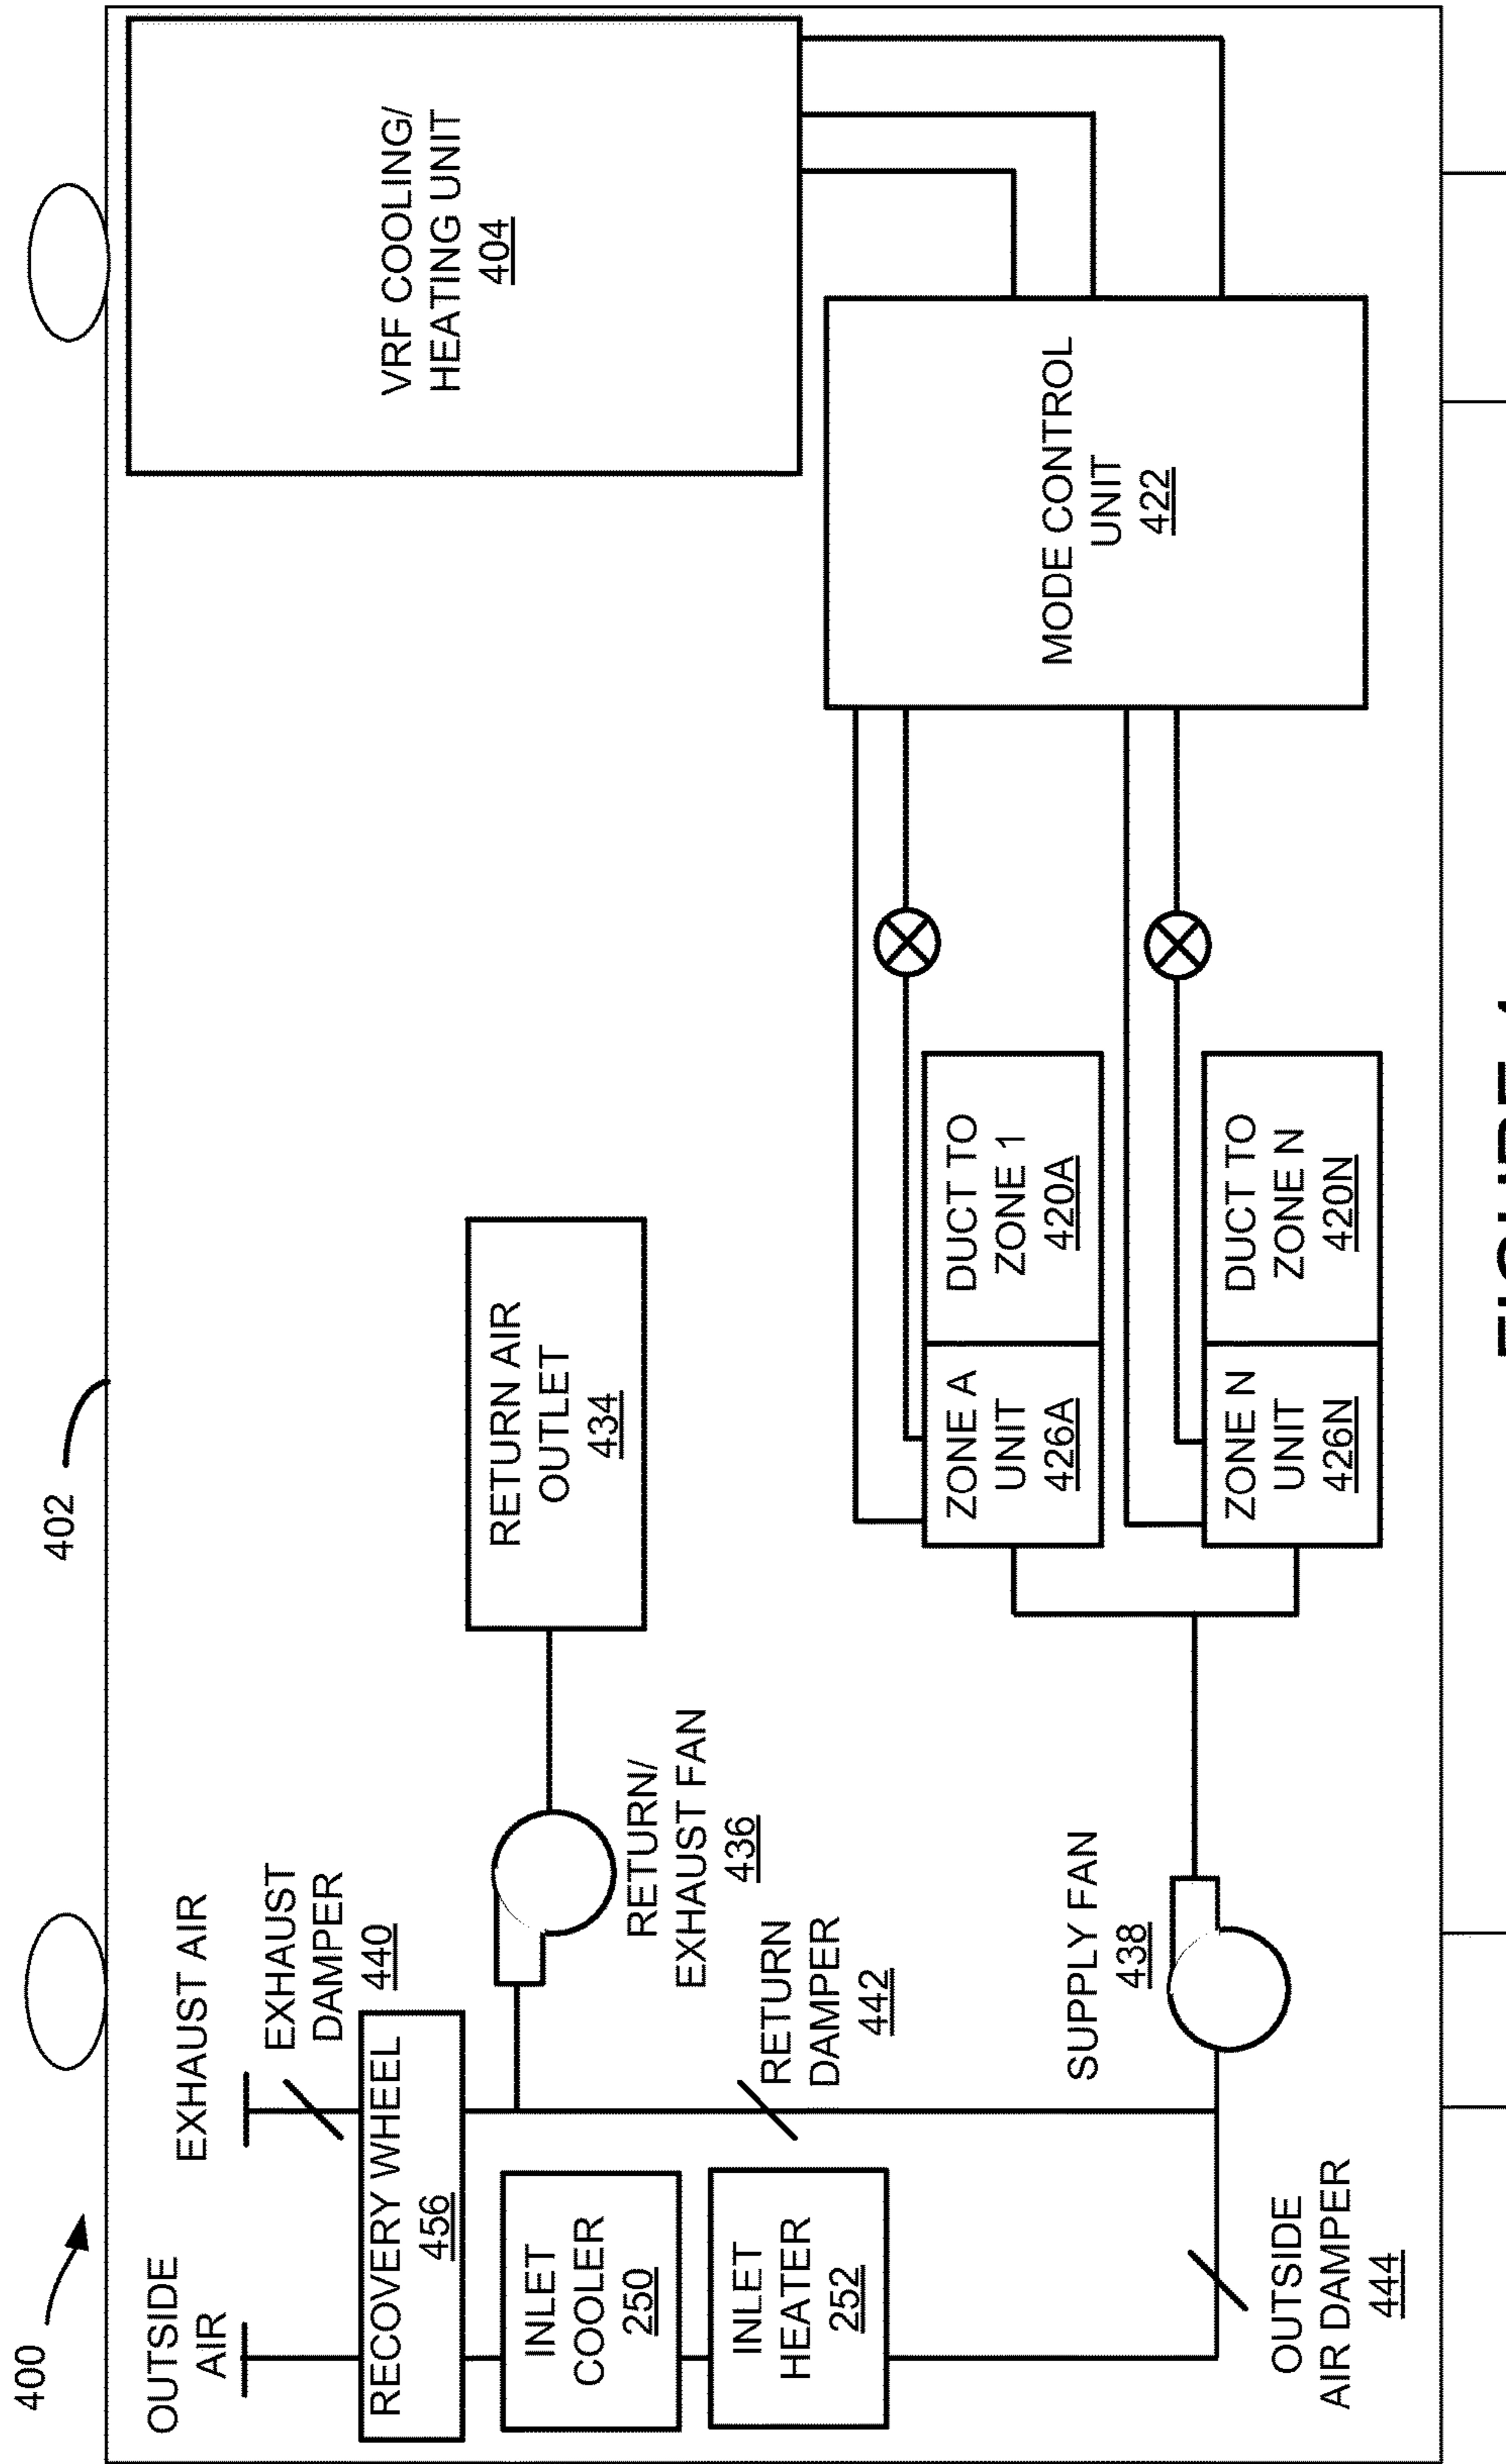 400
402
OUTSIDE
AIR
EXHAUST AIR
EXHAUST
DAMPER
440
RECOVERY WHEEL
456
INLET
COOLER
250
INLET
HEATER
252
RETURN AIR
OUTLET
434
RETURN/
EXHAUST FAN
436
RETURN
DAMPER
442
VRF COOLING/
HEATING UNIT
404
MODE CONTROL
UNIT
422
SUPPLY FAN
438
ZONE A
UNIT
426A
DUCT TO
ZONE 1
420A
ZONE N
UNIT
426N
DUCT TO
ZONE N
420N
OUTSIDE
AIR DAMPER
444